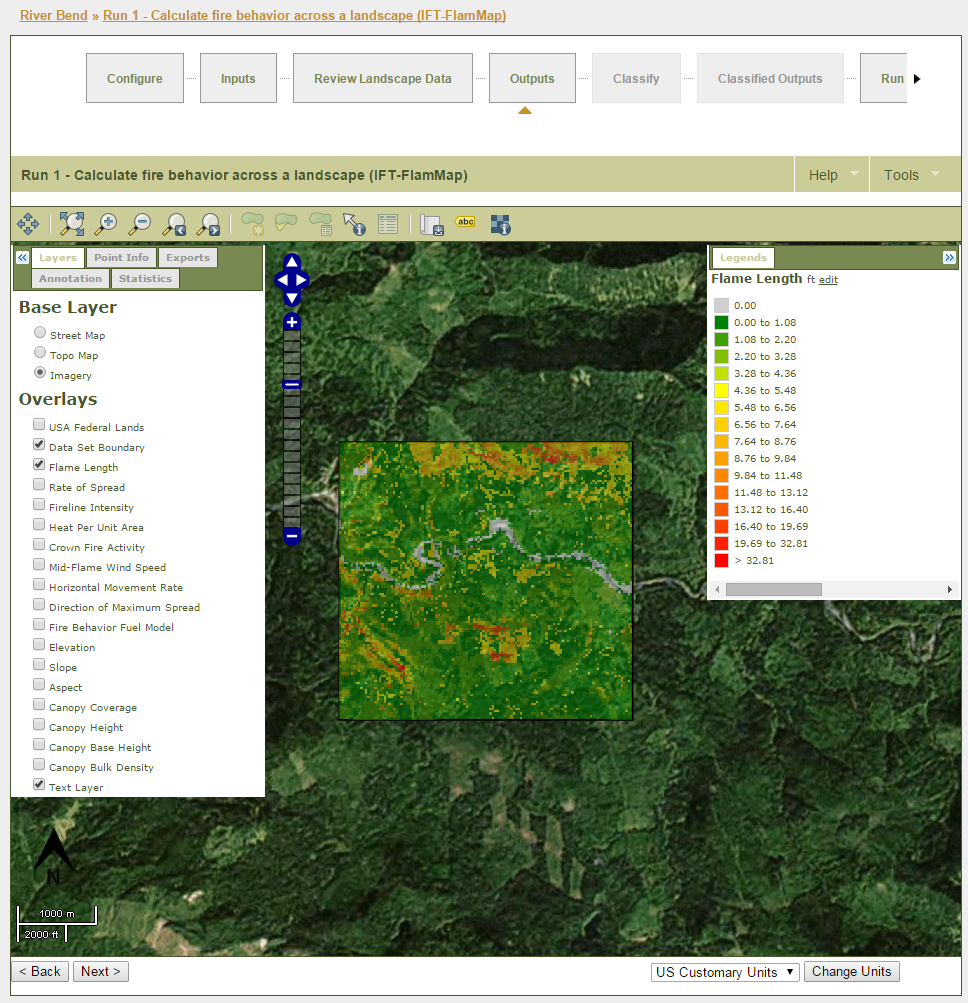 River Bend » Run 1 - Calculate fire behavior across a landscape (IFT-FlamMap)
Configure
Inputs
Review Landscape Data
Outputs
Classify
Classified Outputs
Run
Run 1 - Calculate fire behavior across a landscape (IFT-FlamMap)
Help
Tools
abc
Layers
Point Info
Exports
Annotation
Statistics
Base Layer
Street Map
Topo Map
Imagery
Overlays
USA Federal Lands
Data Set Boundary
Flame Length
Rate of Spread
Fireline Intensity
Heat Per Unit Area
Crown Fire Activity
Mid-Flame Wind Speed
Horizontal Movement Rate
Direction of Maximum Spread
Fire Behavior Fuel Model
Elevation
Slope
Aspect
Canopy Coverage
Canopy Height
Canopy Base Height
Canopy Bulk Density
Text Layer
Legends
Flame Length ft edit
0.00
0.00 to 1.08
1.08 to 2.20
2.20 to 3.28
3.28 to 4.36
4.36 to 5.48
5.48 to 6.56
6.56 to 7.64
7.64 to 8.76
8.76 to 9.84
9.84 to 11.48
11.48 to 13.12
13.12 to 16.40
16.40 to 19.69
19.69 to 32.81
> 32.81
N
1000 m
2000 ft
< Back
Next >
US Customary Units
Change Units